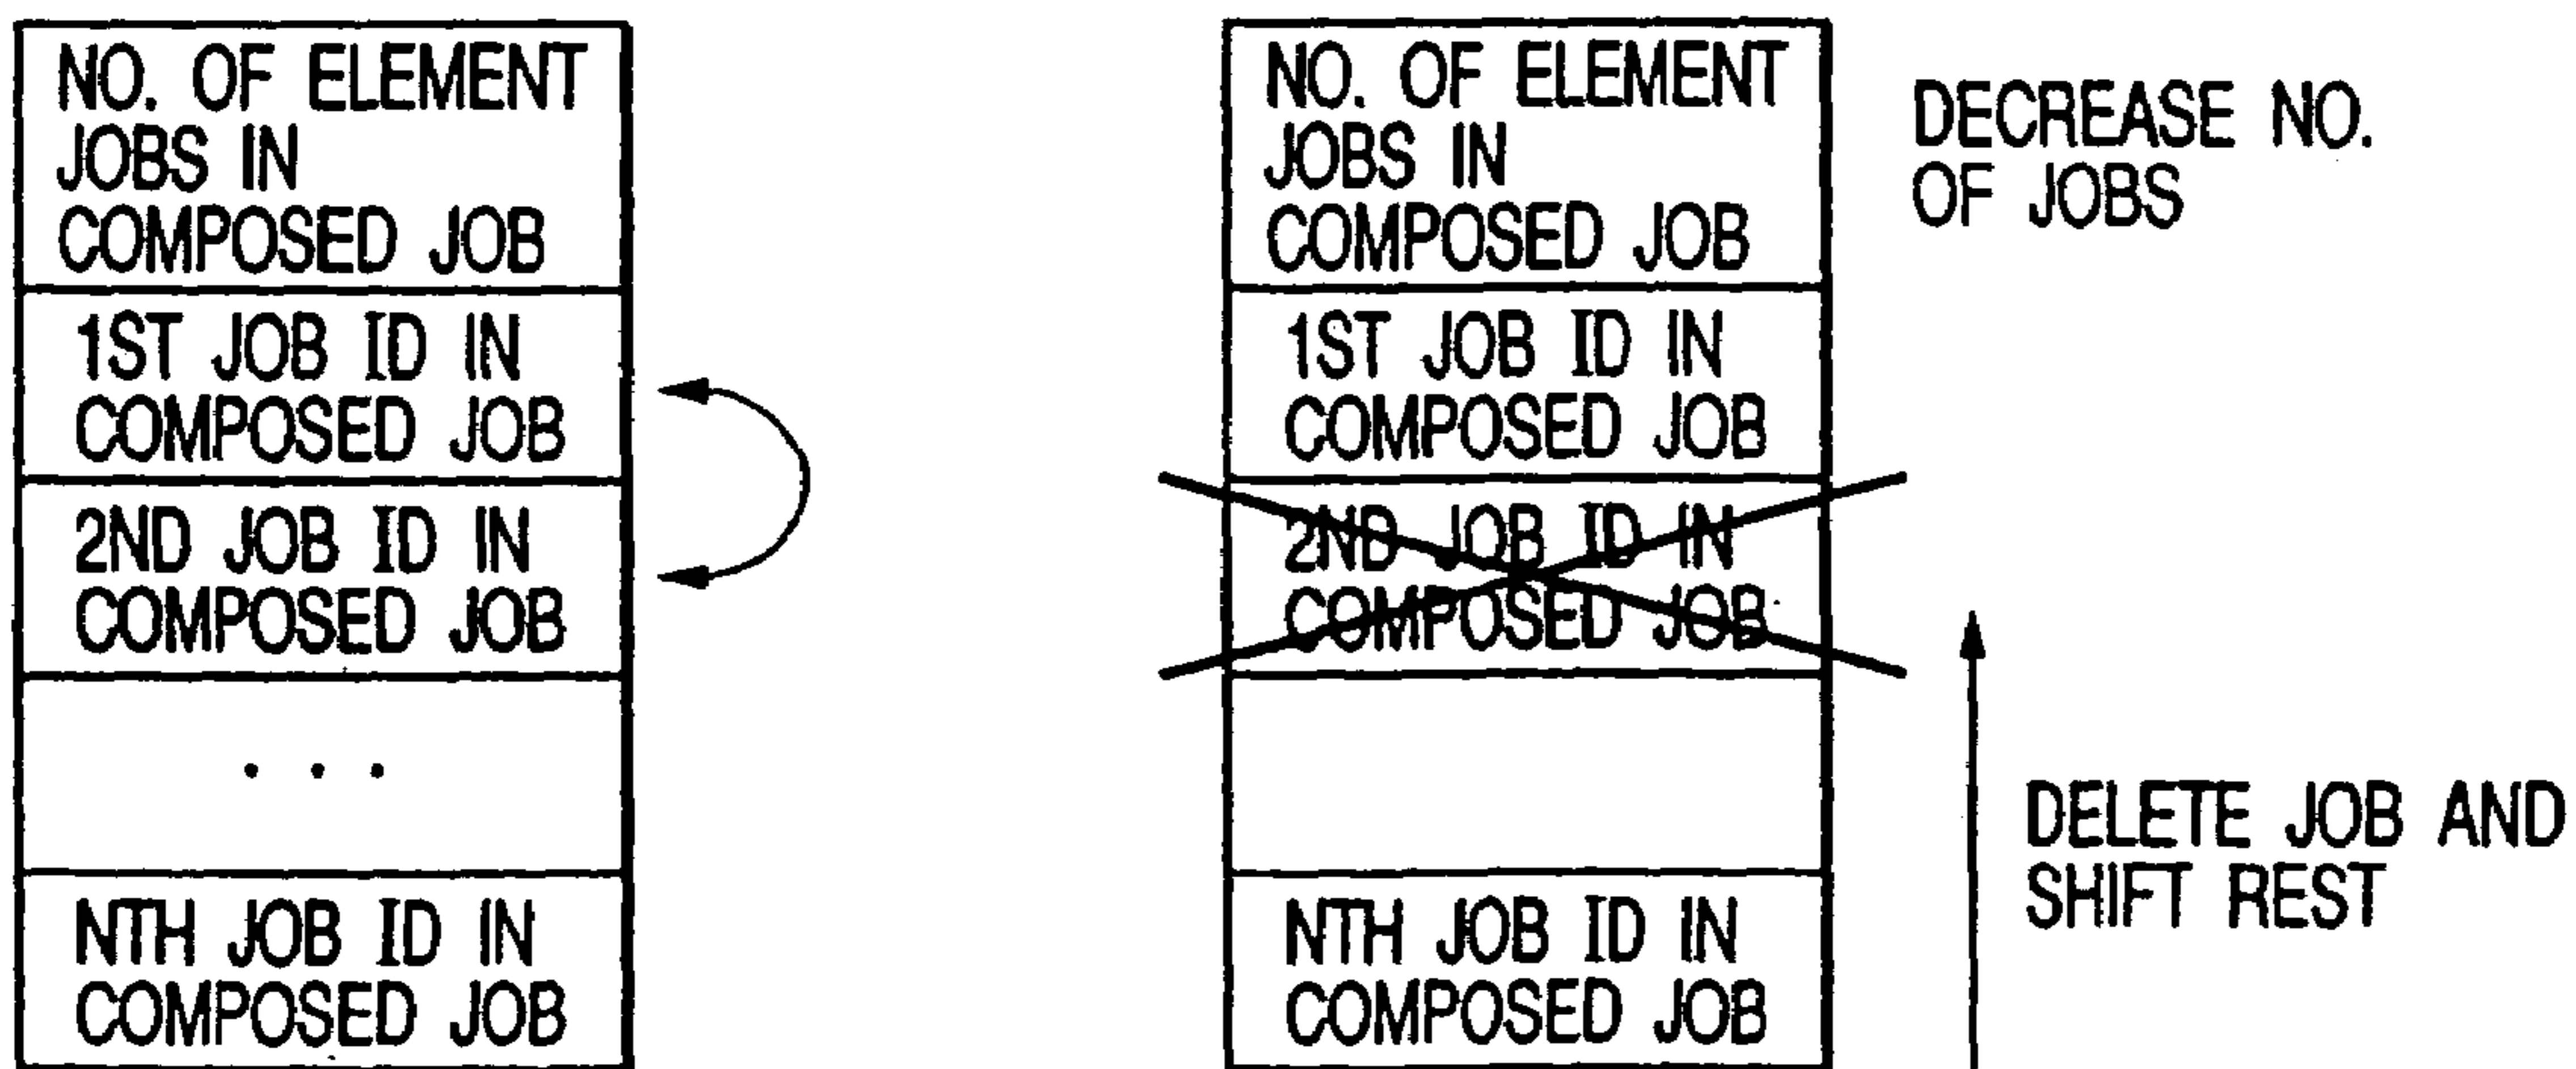 NO. OF ELEMENT
JOBS IN
COMPOSED JOB
1ST JOB ID IN
COMPOSED JOB
2ND JOB ID IN
COMPOSED JOB
. . .
NTH JOB ID IN
COMPOSED JOB
NO. OF ELEMENT
JOBS IN
COMPOSED JOB
1ST JOB ID IN
COMPOSED JOB
2ND JOB ID IN
COMPOSED JOB
NTH JOB ID IN
COMPOSED JOB
DECREASE NO.
OF JOBS
DELETE JOB AND
SHIFT REST